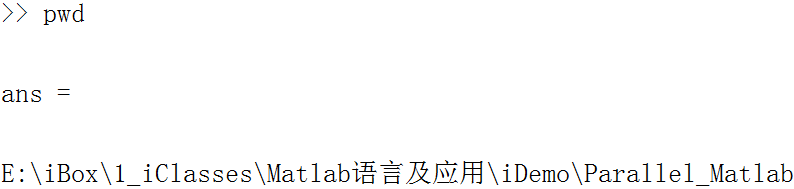 >> pwd
ans =
E:\iBox\1_iClasses\Matlab语言及应用\iDemo\Parallel_Matlab